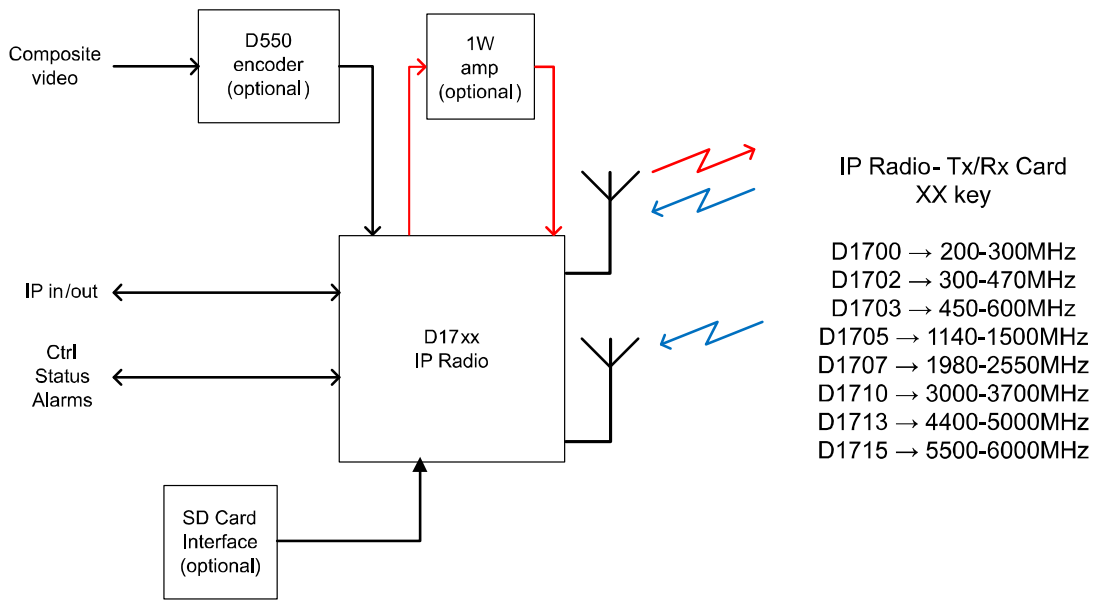 Composite
video
D550
encoder
(optional)
1W
amp
(optional)
IP in/out
Ctrl
Status
Alarms
D17xx
IP Radio
SD Card
Interface
(optional)
IP Radio- Tx/Rx Card
XX key
D1700 → 200-300MHz
D1702 → 300-470MHz
D1703 → 450-600MHz
D1705 → 1140-1500MHz
D1707 → 1980-2550MHz
D1710 → 3000-3700MHz
D1713 → 4400-5000MHz
D1715 → 5500-6000MHz